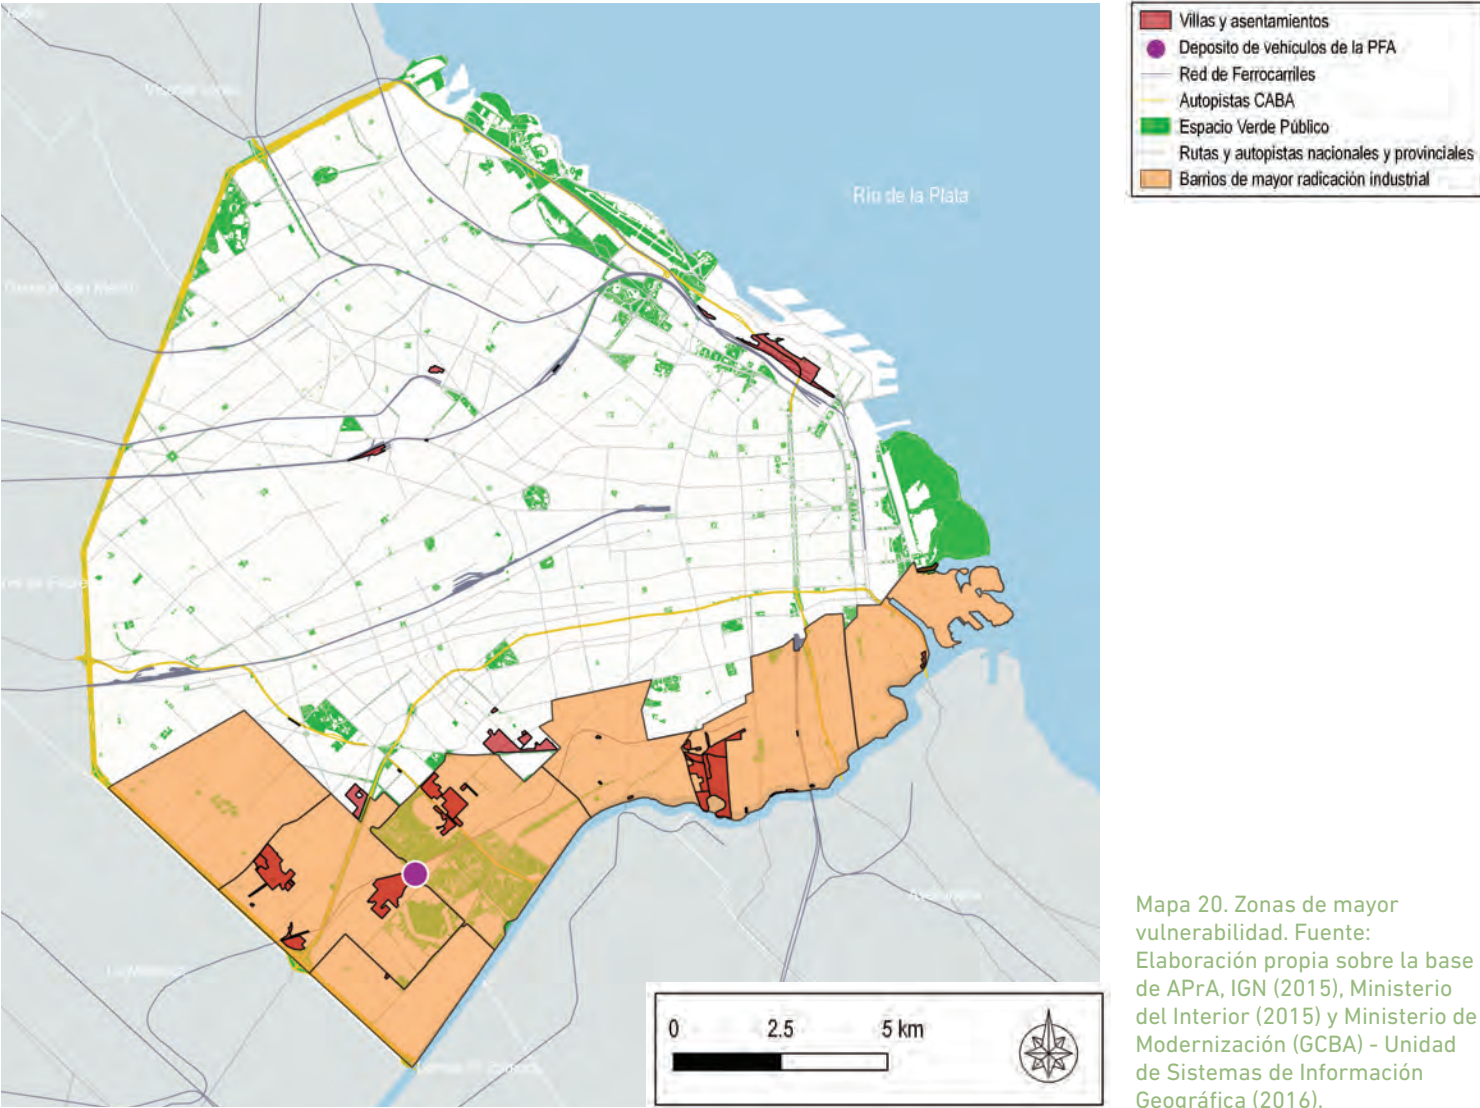 Villas y asentamientos
Deposito de vehículos de la PFA
Red de Ferrocarriles
Autopistas CABA
Espacio Verde Público
Rutas y autopistas nacionales y provinciales
Barrios de mayor radicación industrial
Río de la Plata
0 2.5 5 km
Mapa 20. Zonas de mayor
vulnerabilidad. Fuente:
Elaboración propia sobre la base
de APrA, IGN (2015), Ministerio
del Interior (2015) y Ministerio de
Modernización (GCBA) - Unidad
de Sistemas de Información
Geográfica (2016).